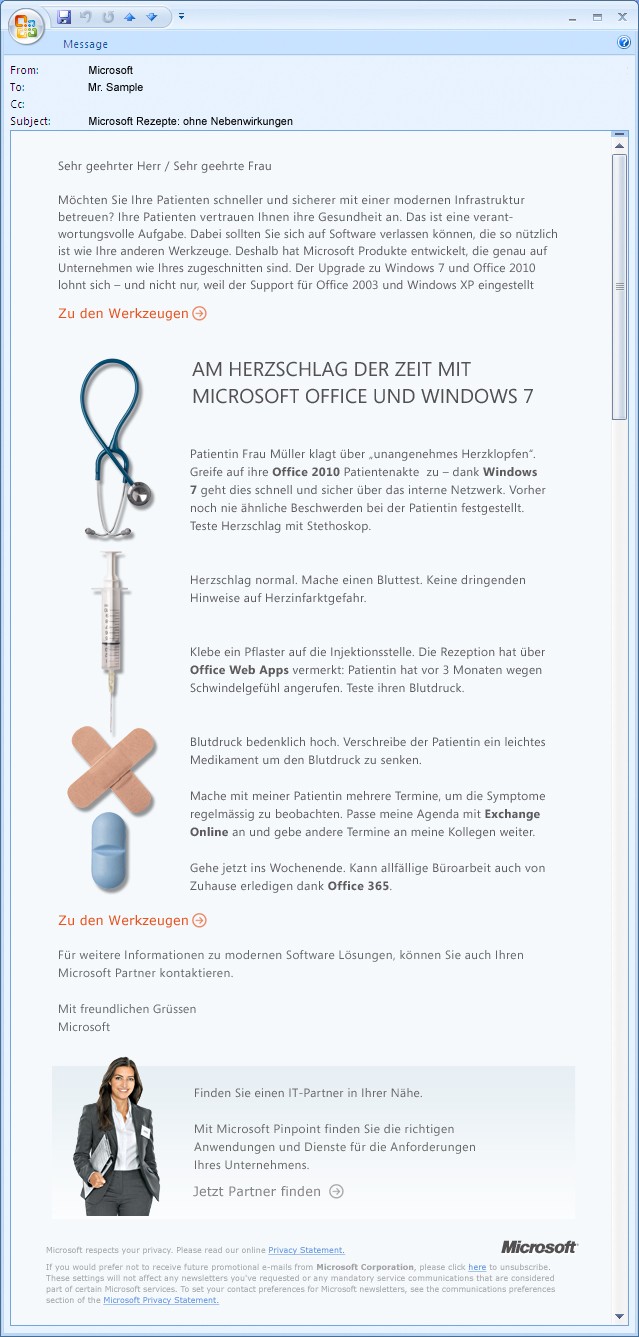 Message
From: Microsoft
To: Mr. Sample
Cc:
Subject: Microsoft Rezepte: ohne Nebenwirkungen
Sehr geehrter Herr / Sehr geehrte Frau
Möchten Sie Ihre Patienten schneller und sicherer mit einer modernen Infrastruktur
betreuen? Ihre Patienten vertrauen Ihnen ihre Gesundheit an. Das ist eine verant-
wortungsvolle Aufgabe. Dabei sollten Sie sich auf Software verlassen können, die so nützlich
ist wie Ihre anderen Werkzeuge. Deshalb hat Microsoft Produkte entwickelt, die genau auf
Unternehmen wie Ihres zugeschnitten sind. Der Upgrade zu Windows 7 und Office 2010
lohnt sich – und nicht nur, weil der Support für Office 2003 und Windows XP eingestellt
Zu den Werkzeugen
AM HERZSCHLAG DER ZEIT MIT
MICROSOFT OFFICE UND WINDOWS 7
Patientin Frau Müller klagt über „unangenehmes Herzklopfen“.
Greife auf ihre Office 2010 Patientenakte zu – dank Windows
7 geht dies schnell und sicher über das interne Netzwerk. Vorher
noch nie ähnliche Beschwerden bei der Patientin festgestellt.
Teste Herzschlag mit Stethoskop.
Herzschlag normal. Mache einen Bluttest. Keine dringenden
Hinweise auf Herzinfarktgefahr.
Klebe ein Pflaster auf die Injektionsstelle. Die Rezeption hat über
Office Web Apps vermerkt: Patientin hat vor 3 Monaten wegen
Schwindelgefühl angerufen. Teste ihren Blutdruck.
Blutdruck bedenklich hoch. Verschreibe der Patientin ein leichtes
Medikament um den Blutdruck zu senken.
Mache mit meiner Patientin mehrere Termine, um die Symptome
regelmässig zu beobachten. Passe meine Agenda mit Exchange
Online an und gebe andere Termine an meine Kollegen weiter.
Gehe jetzt ins Wochenende. Kann allfällige Büroarbeit auch von
Zuhause erledigen dank Office 365.
Zu den Werkzeugen
Für weitere Informationen zu modernen Software Lösungen, können Sie auch Ihren
Microsoft Partner kontaktieren.
Mit freundlichen Grüssen
Microsoft
Finden Sie einen IT-Partner in Ihrer Nähe.
Mit Microsoft Pinpoint finden Sie die richtigen
Anwendungen und Dienste für die Anforderungen
Ihres Unternehmens.
Jetzt Partner finden
Microsoft
Microsoft respects your privacy. Please read our online Privacy Statement.
If you would prefer not to receive future promotional e-mails from Microsoft Corporation, please click here to unsubscribe.
These settings will not affect any newsletters you've requested or any mandatory service communications that are considered
part of certain Microsoft services. To set your contact preferences for Microsoft newsletters, see the communications preferences
section of the Microsoft Privacy Statement.